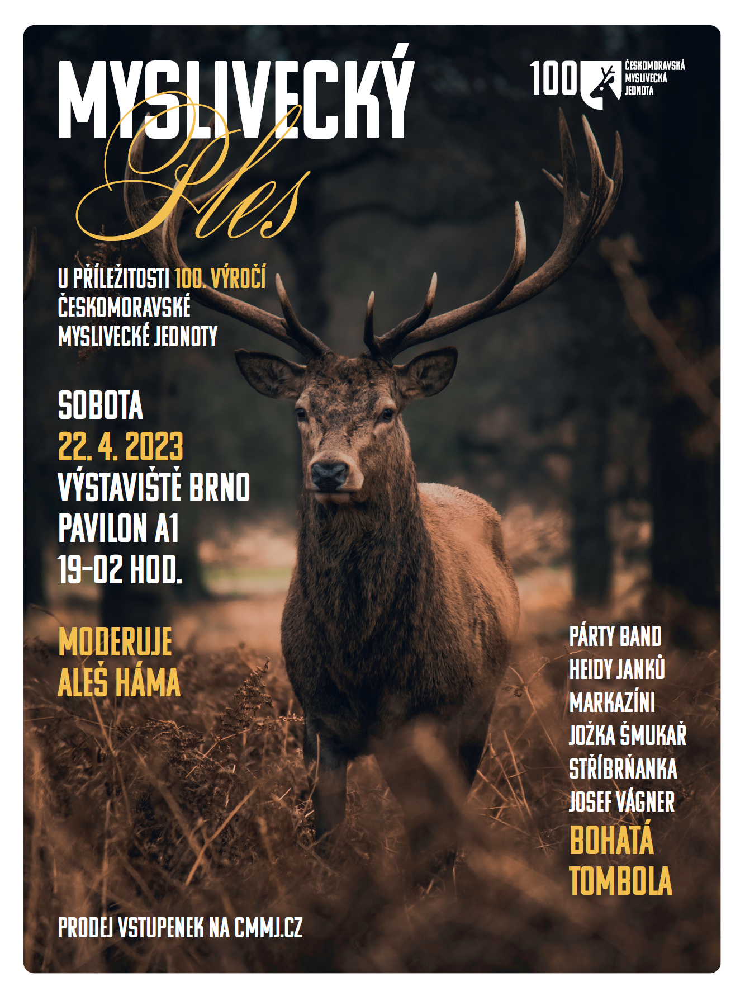 MYSLIVECKÝ
Ples
100 ČESKOMORAVSKÁ
MYSLIVECKÁ
JEDNOTA
U PŘÍLEŽITOSTI 100. VÝROČÍ
ČESKOMORAVSKÉ
MYSLIVECKÉ JEDNOTY
SOBOTA
22. 4. 2023
VÝSTAVIŠTĚ BRNO
PAVILON A1
19–02 HOD.
MODERUJE
ALEŠ HÁMA
PÁRTY BAND
HEIDY JANKŮ
MARKAZÍNI
JOŽKA ŠMUKAŘ
STŘÍBRŇANKA
JOSEF VÁGNER
BOHATÁ
TOMBOLA
PRODEJ VSTUPENEK NA CMMJ.CZ